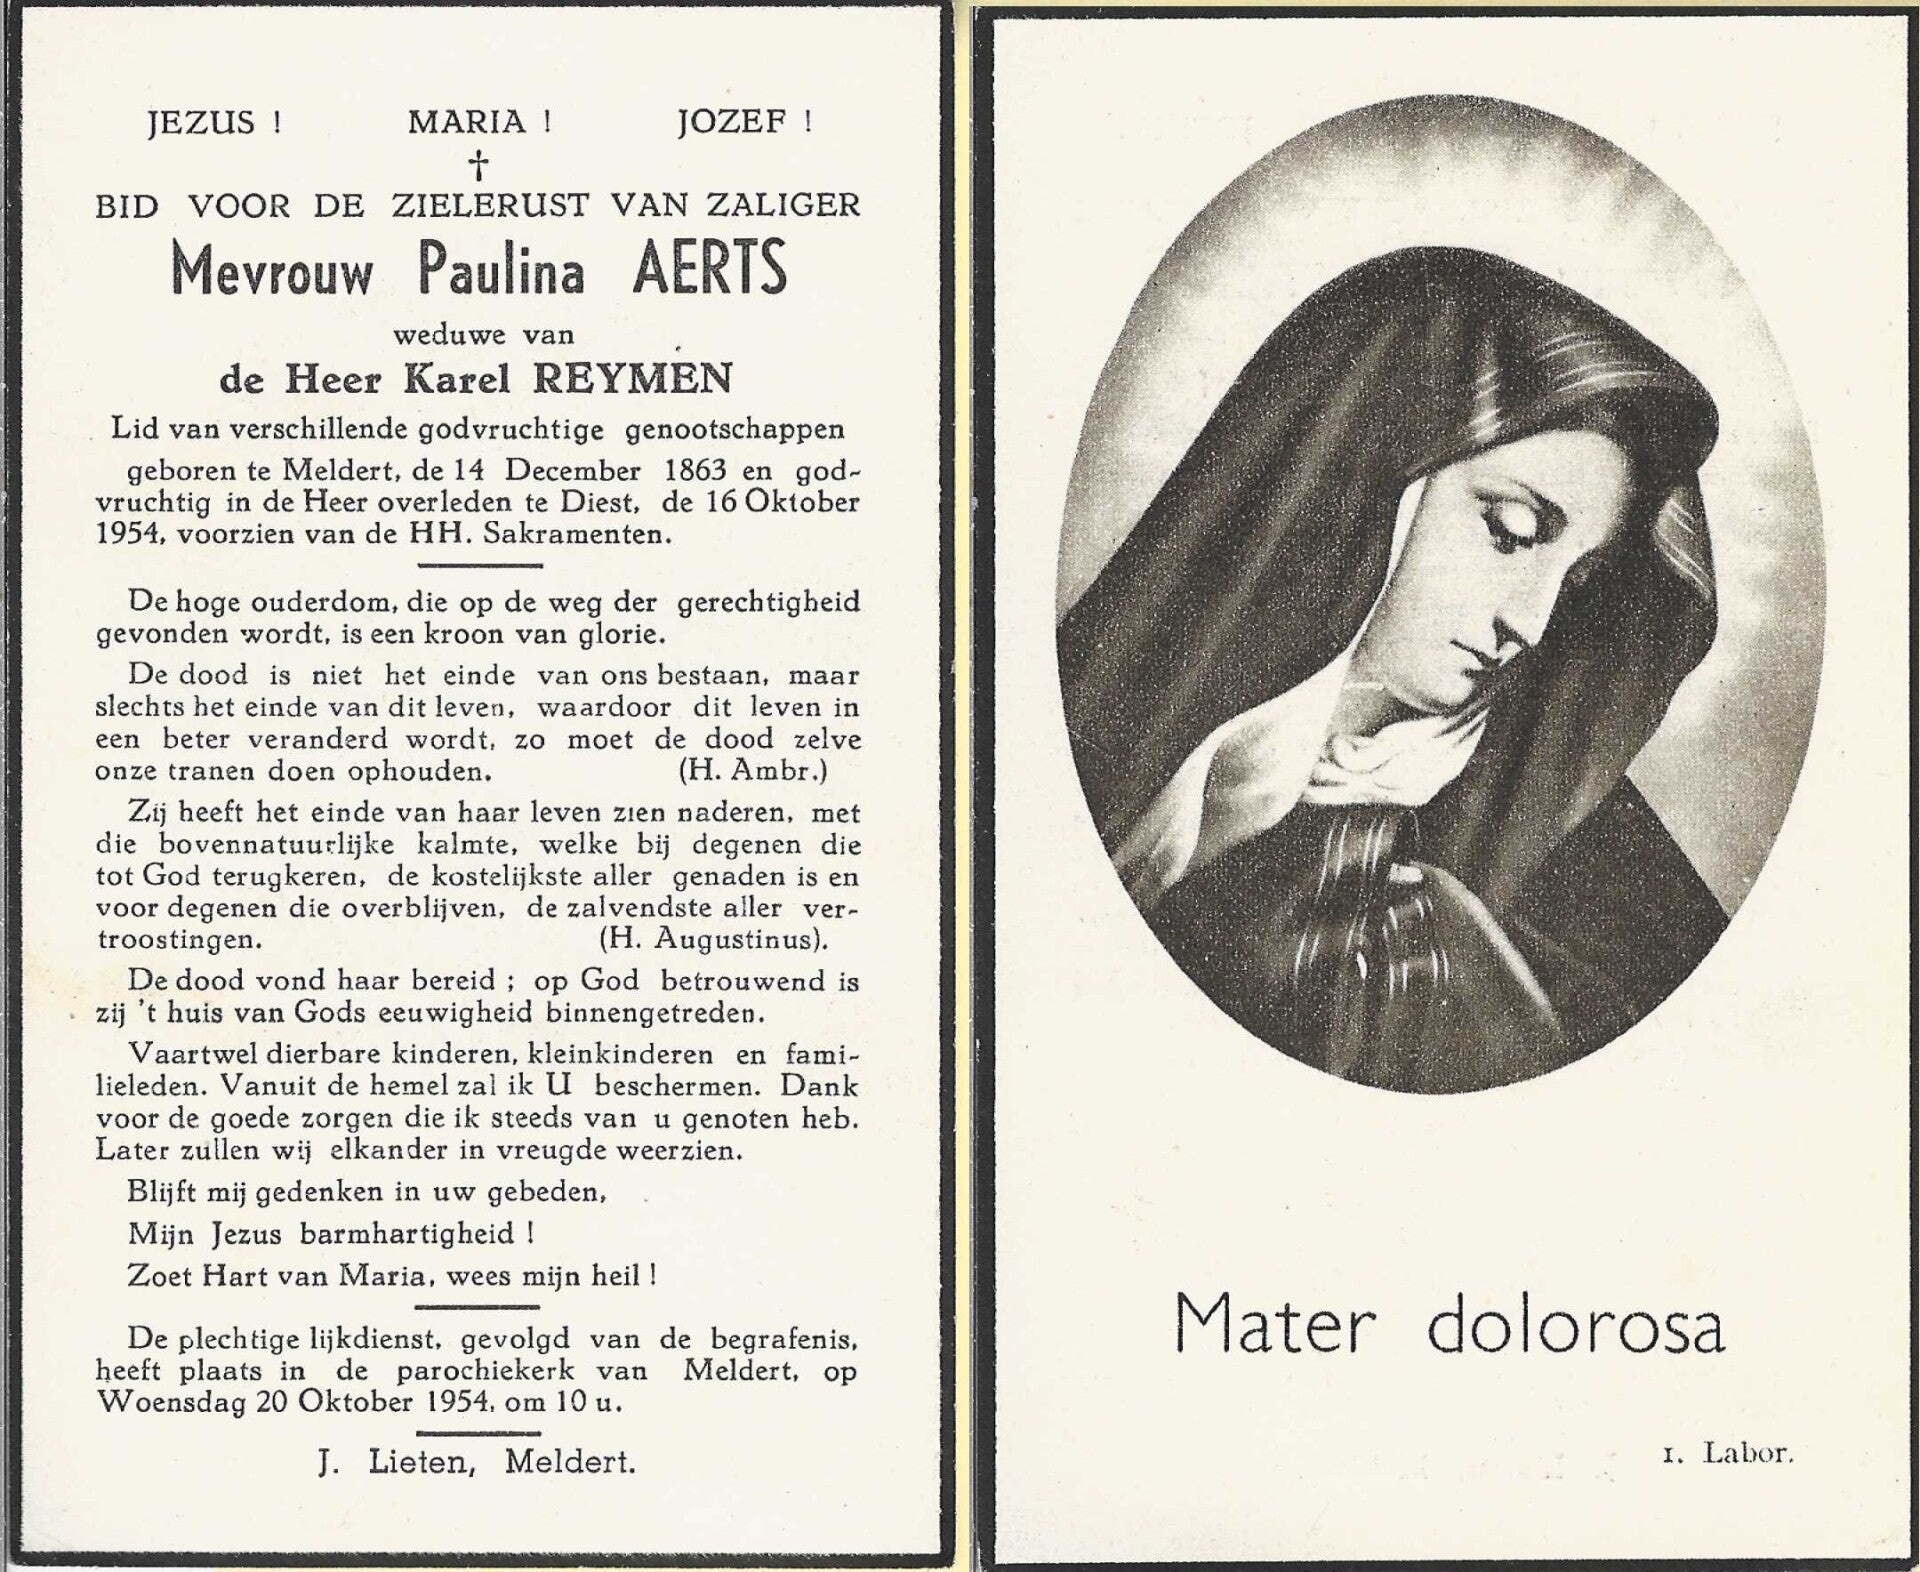 JEZUS ! MARIA ! JOZEF !
†
BID VOOR DE ZIELERUST VAN ZALIGER
Mevrouw Paulina AERTS
weduwe van
de Heer Karel REYMEN
Lid van verschillende godvruchtige genootschappen
geboren te Meldert, de 14 December 1863 en god-
vruchtig in de Heer overleden te Diest, de 16 Oktober
1954, voorzien van de HH. Sakramenten.
De hoge ouderdom, die op de weg der gerechtigheid
gevonden wordt, is een kroon van glorie.
De dood is niet het einde van ons bestaan, maar
slechts het einde van dit leven, waardoor dit leven in
een beter veranderd wordt, zo moet de dood zelve
onze tranen doen ophouden. (H. Ambr.)
Zij heeft het einde van haar leven zien naderen, met
die bovennatuurlijke kalmte, welke bij degenen die
tot God terugkeren, de kostelijkste aller genaden is en
voor degenen die overblijven, de zalvendste aller ver-
troostingen. (H. Augustinus).
De dood vond haar bereid ; op God betrouwend is
zij 't huis van Gods eeuwigheid binnengetreden.
Vaartwel dierbare kinderen, kleinkinderen en fami-
lieleden. Vanuit de hemel zal ik U beschermen. Dank
voor de goede zorgen die ik steeds van u genoten heb.
Later zullen wij elkander in vreugde weerzien.
Blijft mij gedenken in uw gebeden,
Mijn Jezus barmhartigheid !
Zoet Hart van Maria, wees mijn heil !
De plechtige lijkdienst, gevolgd van de begrafenis,
heeft plaats in de parochiekerk van Meldert, op
Woensdag 20 Oktober 1954, om 10 u.
J. Lieten, Meldert.
Mater dolorosa
1. Labor.